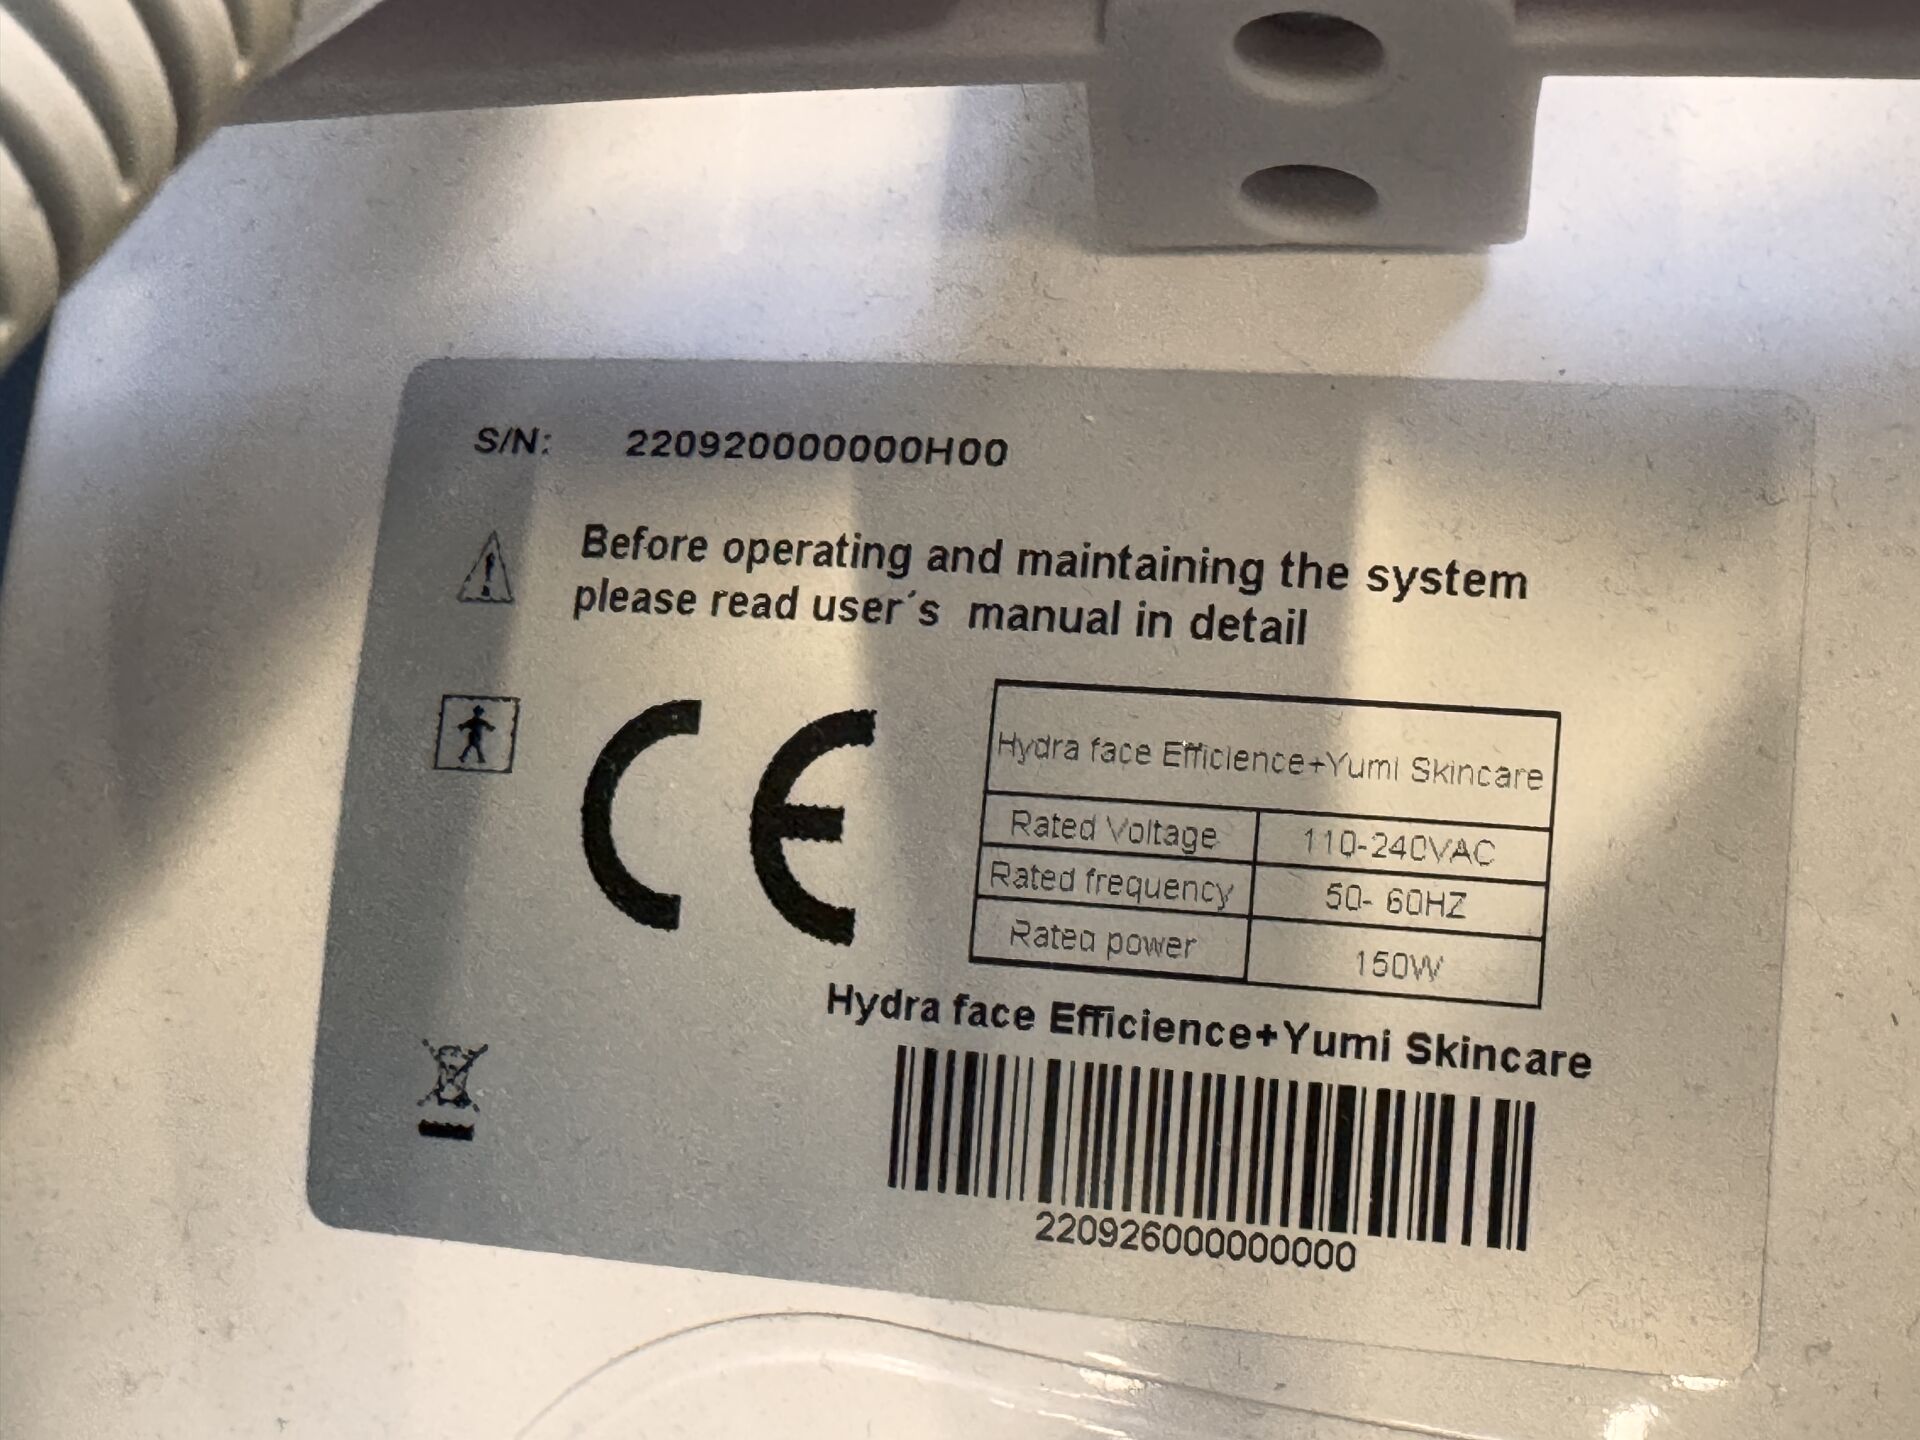 S/N: 220920000000H00
Before operating and maintaining the system
please read user´s manual in detail
CE
Hydra face Efficience+Yumi Skincare
Rated Voltage 110-240VAC
Rated frequency 50- 60HZ
Rated power 150W
Hydra face Efficience+Yumi Skincare
220926000000000